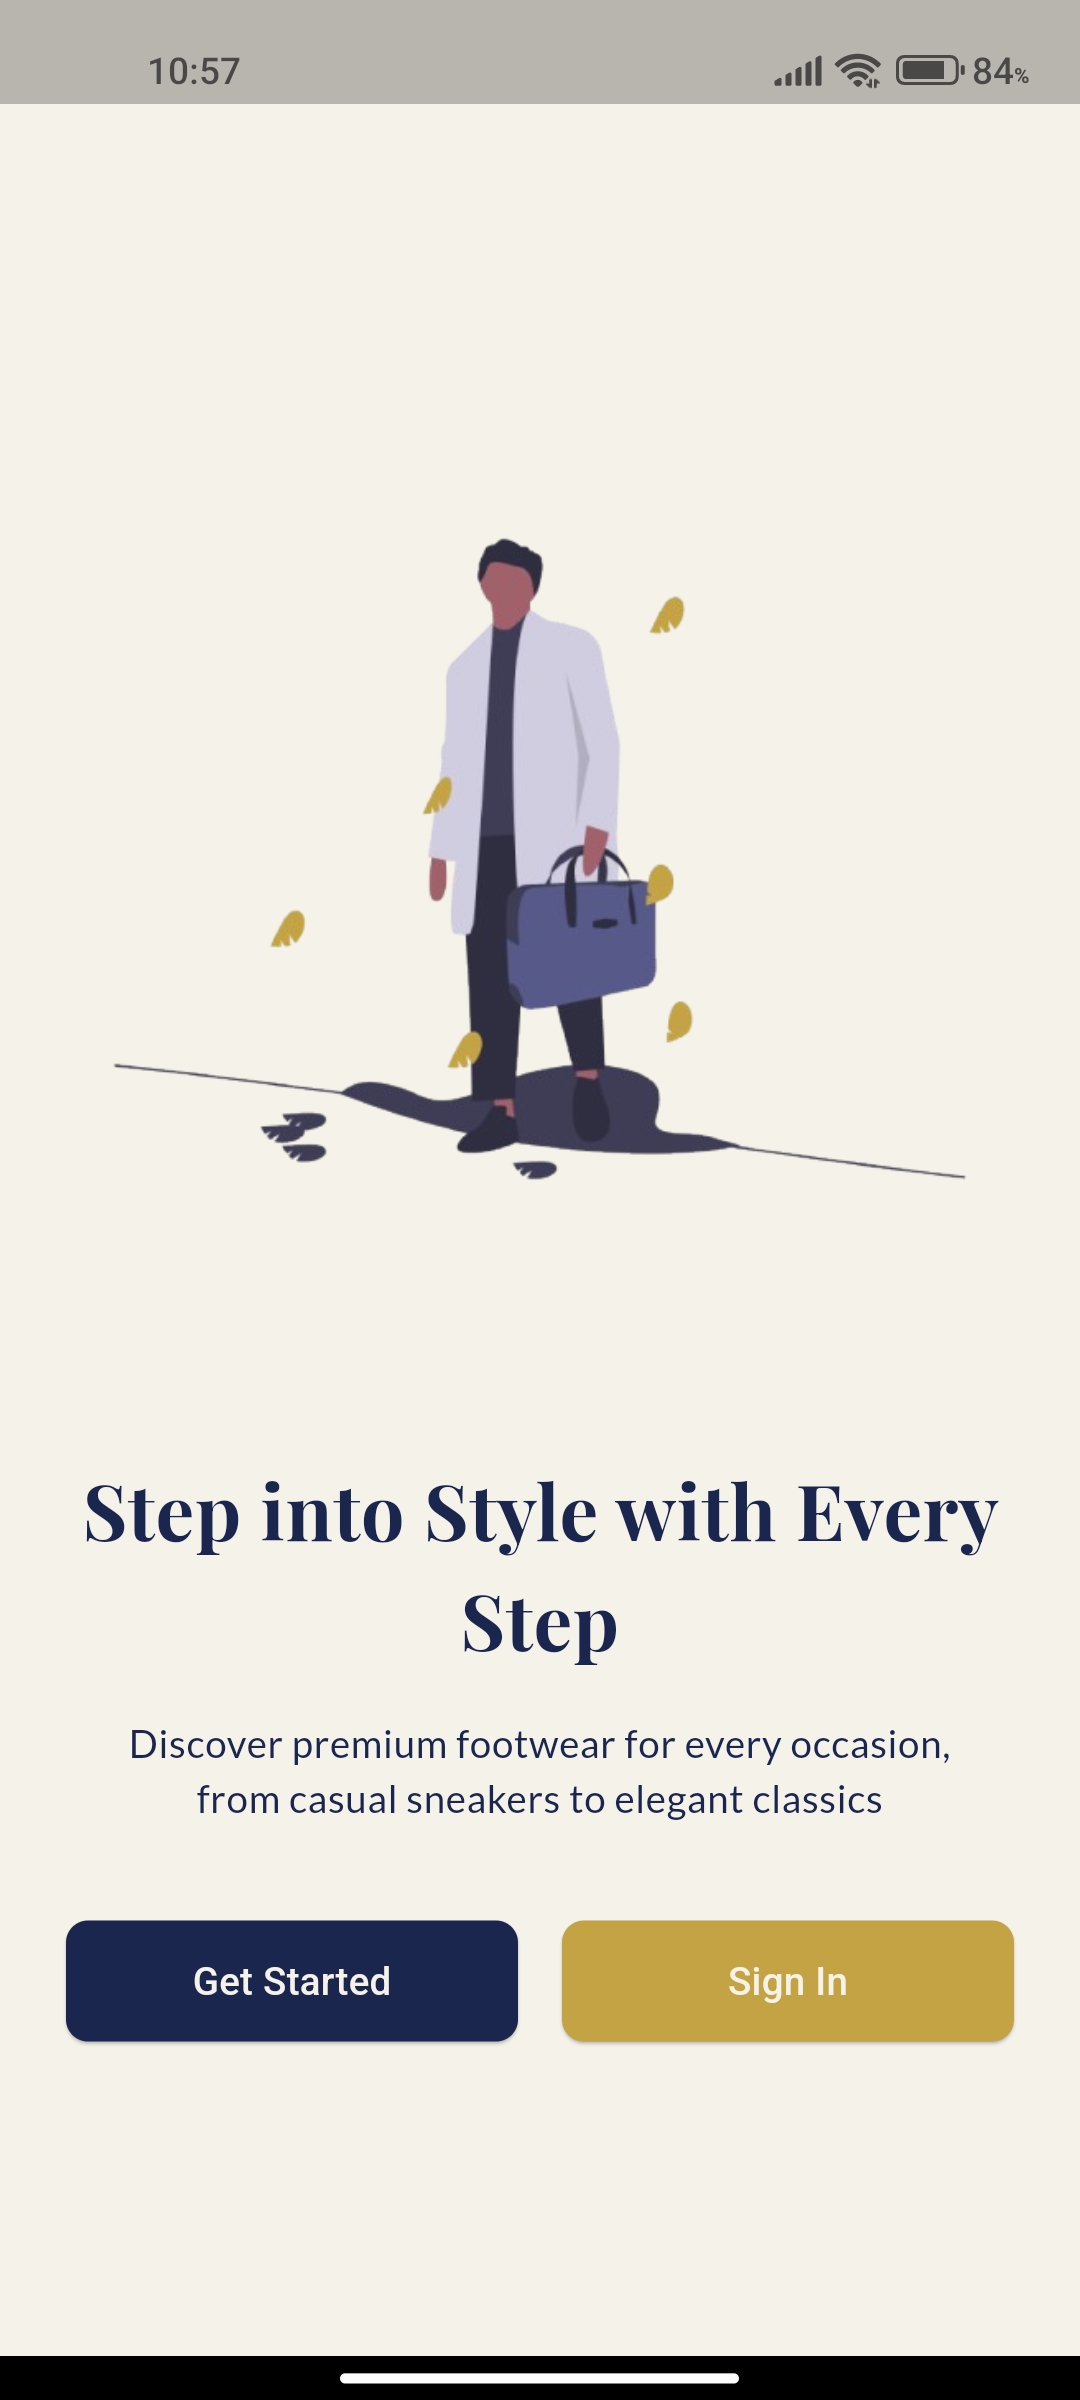 10:57 84%
Step into Style with Every
Step
Discover premium footwear for every occasion,
from casual sneakers to elegant classics
Get Started Sign In